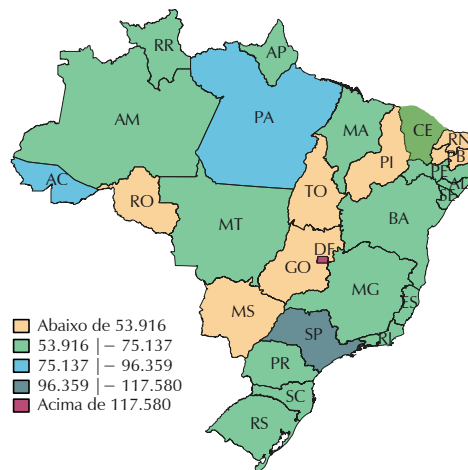 RR
AP
AM
PA
MA
CE
RN
PB
PE
AL
SE
PI
AC
TO
RO
BA
MT
DF
GO
MG
ES
MS
SP
RJ
PR
SC
RS
Abaixo de 53.916
53.916 |– 75.137
75.137 |– 96.359
96.359 |– 117.580
Acima de 117.580